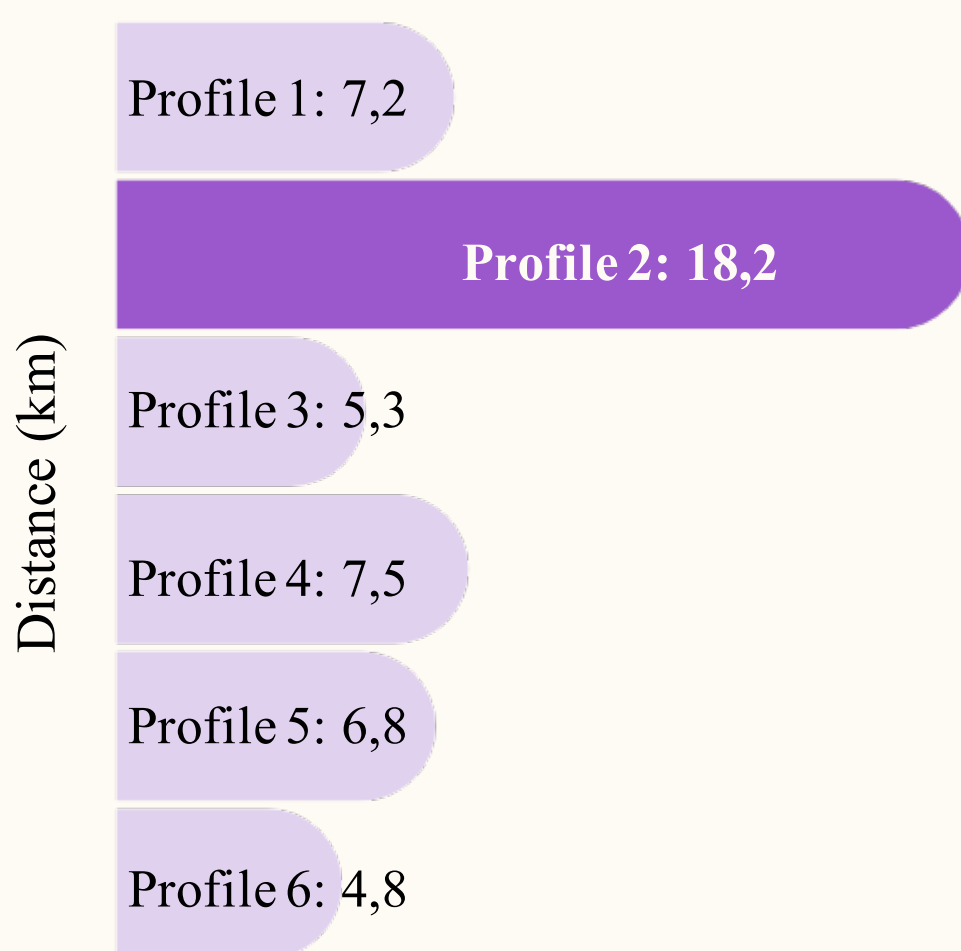 Profile 1: 7,2
Profile 2: 18,2
Profile 3: 5,3
Profile 4: 7,5
Profile 5: 6,8
Profile 6: 4,8
Distance (km)